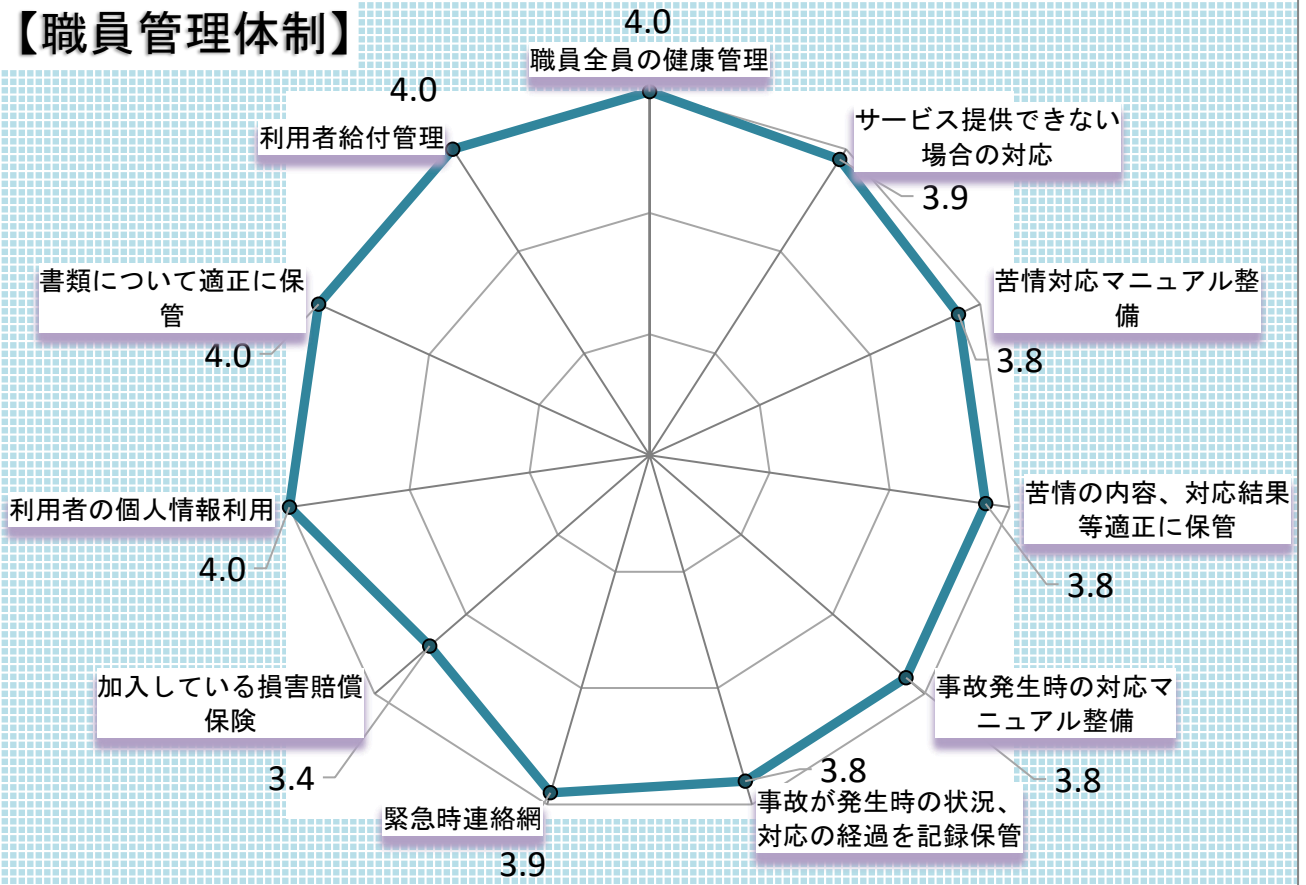 【職員管理体制】
4.0
職員全員の健康管理
サービス提供できない
場合の対応
3.9
苦情対応マニュアル整
備
3.8
苦情の内容、対応結果
等適正に保管
3.8
事故発生時の対応マ
ニュアル整備
3.8
3.8
事故が発生時の状況、
対応の経過を記録保管
緊急時連絡網
3.9
加入している損害賠償
保険
3.4
利用者の個人情報利用
4.0
書類について適正に保
管
4.0
4.0
利用者給付管理